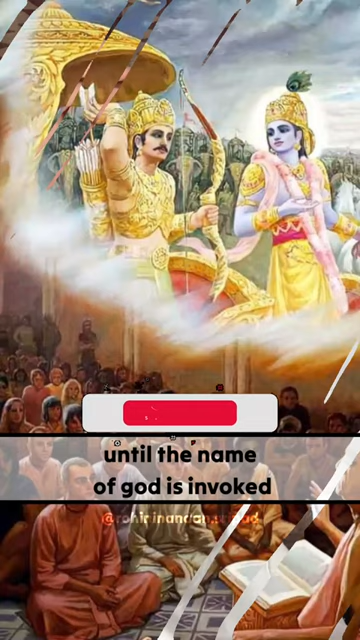 until the name
of god is invoked